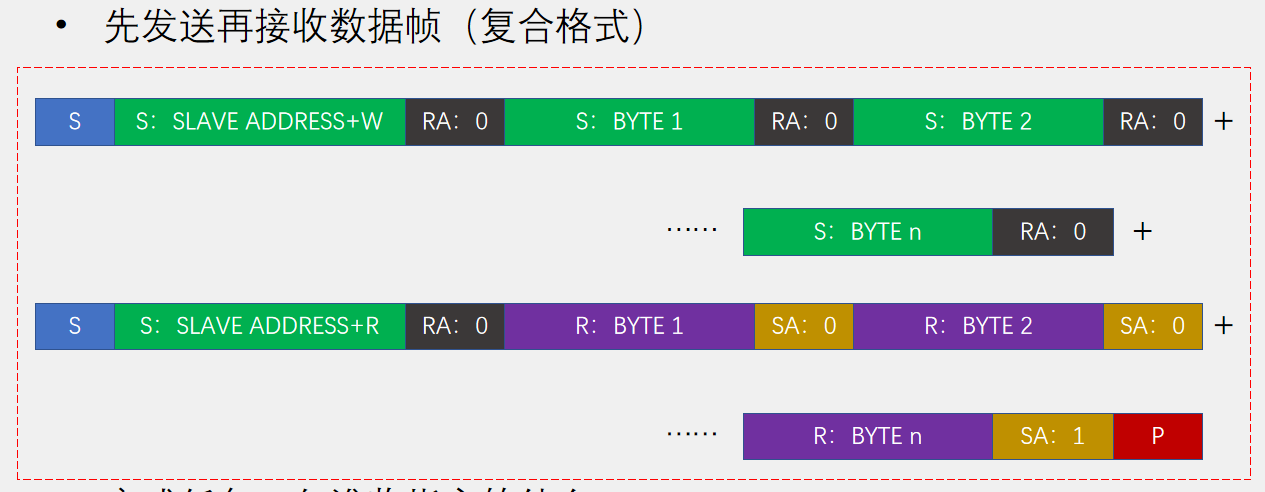 • 先发送再接收数据帧（复合格式）
S S：SLAVE ADDRESS+W RA：0 S：BYTE 1 RA：0 S：BYTE 2 RA：0 +
…… S：BYTE n RA：0 +
S S：SLAVE ADDRESS+R RA：0 R：BYTE 1 SA：0 R：BYTE 2 SA：0 +
…… R：BYTE n SA：1 P